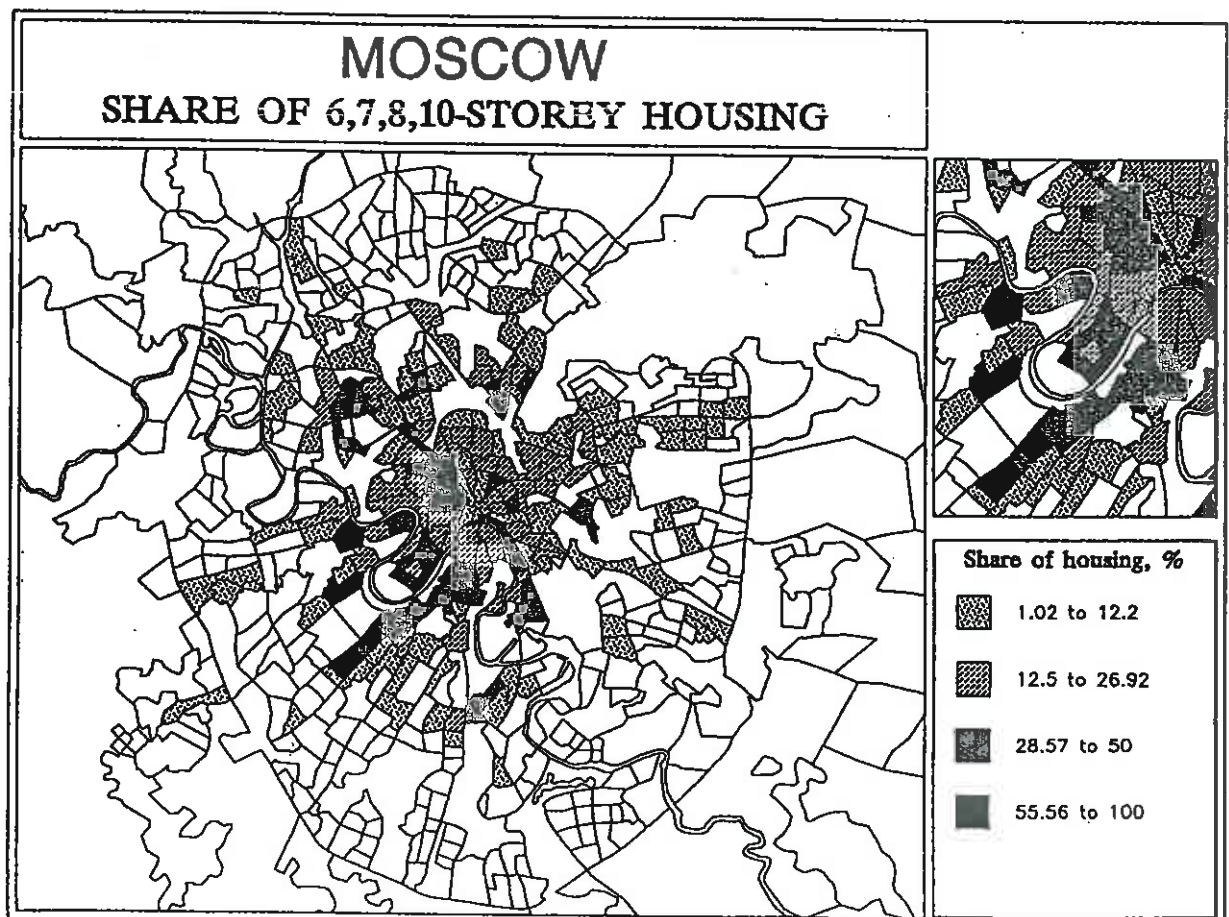 MOSCOW
SHARE OF 6,7,8,10-STOREY HOUSING
Share of housing, %
1.02 to 12.2
12.5 to 26.92
28.57 to 50
55.56 to 100